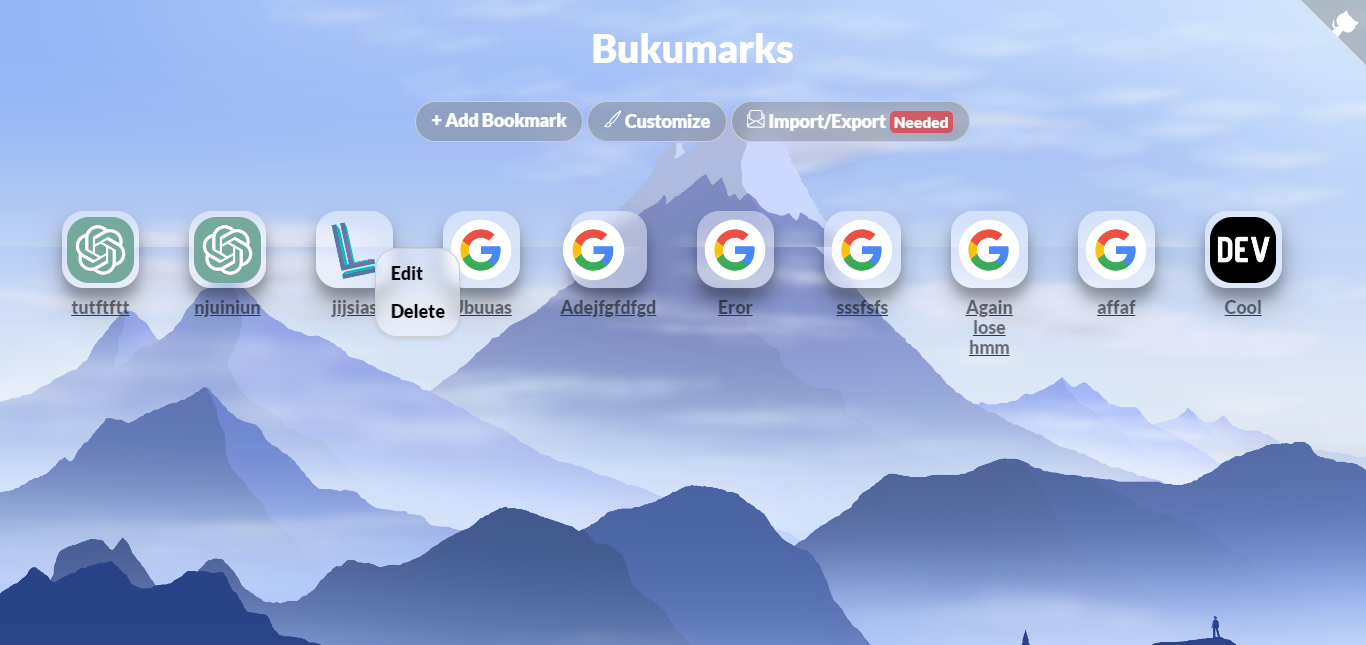 Bukumarks
+ Add Bookmark
Customize
Import/Export Needed
DEV
tutftftt
njuiniun
jijsias
Edit
Delete
buuas
Adejfgfdfgd
Eror
sssfsfs
Again
lose
hmm
affaf
Cool